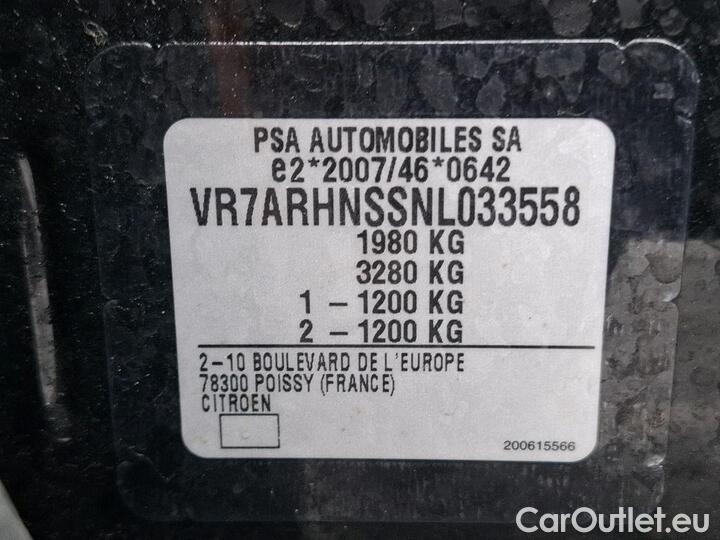 PSA AUTOMOBILES SA
e2*2007/46*0642
VR7ARHNSSNL033558
1980 KG
3280 KG
1 - 1200 KG
2 - 1200 KG
2-10 BOULEVARD DE L'EUROPE
78300 POISSY (FRANCE)
CITROEN
200615566
CarOutlet.eu